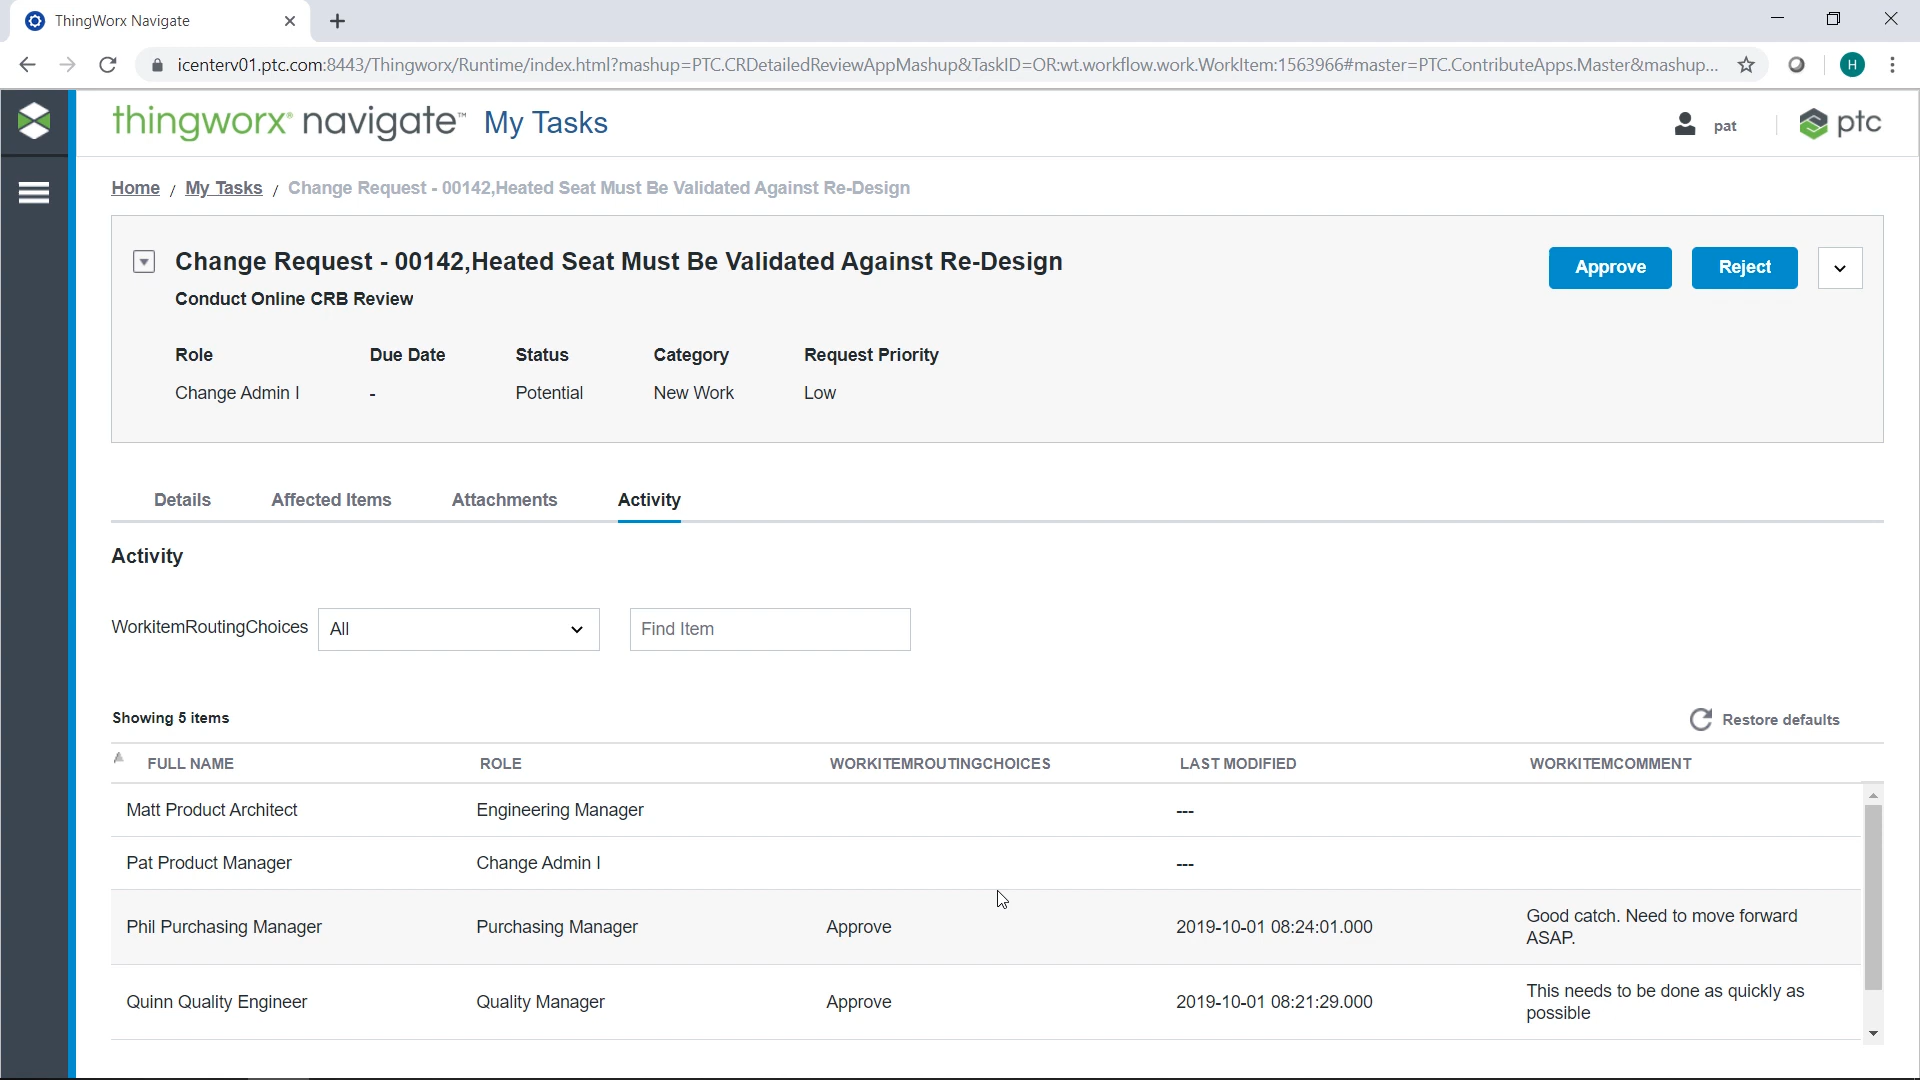 ThingWorx Navigate
icenterv01.ptc.com:8443/Thingworx/Runtime/index.html?mashup=PTC.CRDetailedReviewAppMashup&TaskID=OR:wt.workflow.work.WorkItem:1563966#master=PTC.ContributeApps.Master&mashup...
H
thingworx® navigate™ My Tasks
pat
ptc
Home / My Tasks / Change Request - 00142,Heated Seat Must Be Validated Against Re-Design
Change Request - 00142,Heated Seat Must Be Validated Against Re-Design
Approve Reject
Conduct Online CRB Review
Role Due Date Status Category Request Priority
Change Admin I - Potential New Work Low
Details Affected Items Attachments Activity
Activity
WorkitemRoutingChoices All Find Item
Showing 5 items
Restore defaults
FULL NAME ROLE WORKITEMROUTINGCHOICES LAST MODIFIED WORKITEMCOMMENT
Matt Product Architect Engineering Manager ---
Pat Product Manager Change Admin I ---
Phil Purchasing Manager Purchasing Manager Approve 2019-10-01 08:24:01.000 Good catch. Need to move forward
ASAP.
Quinn Quality Engineer Quality Manager Approve 2019-10-01 08:21:29.000 This needs to be done as quickly as
possible